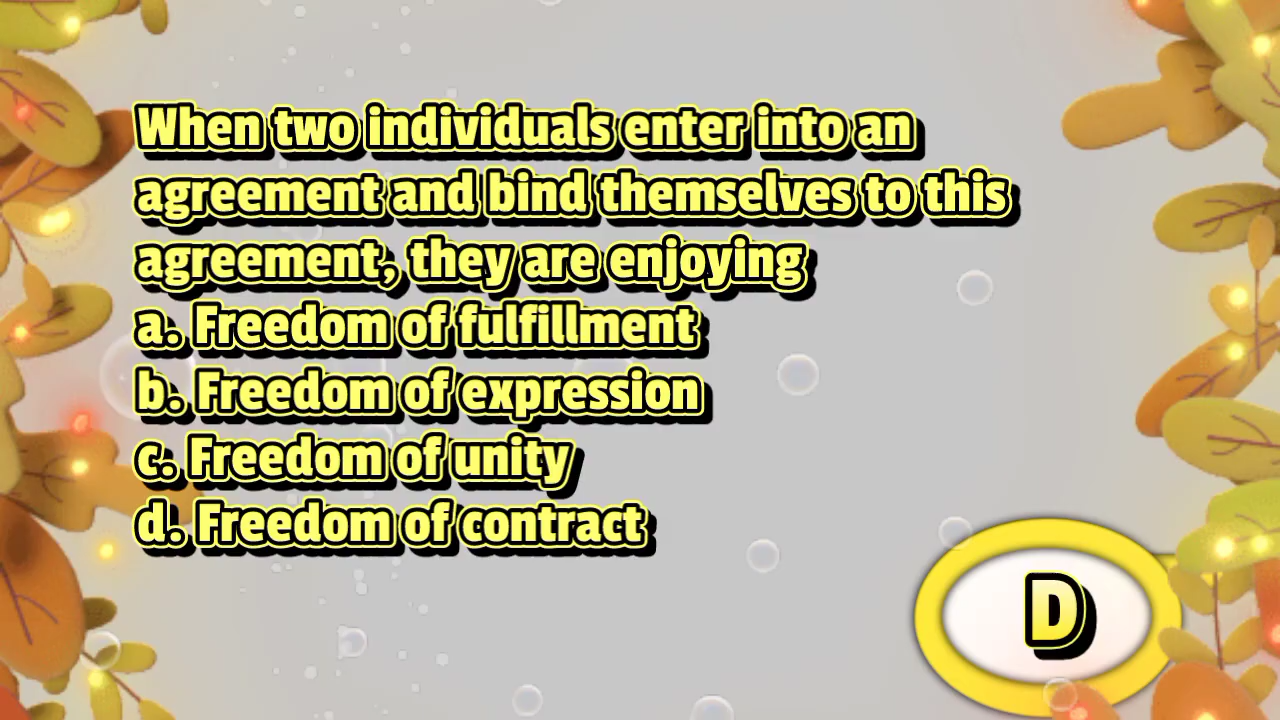 When two individuals enter into an
agreement and bind themselves to this
agreement, they are enjoying
a. Freedom of fulfillment
b. Freedom of expression
c. Freedom of unity
d. Freedom of contract
D